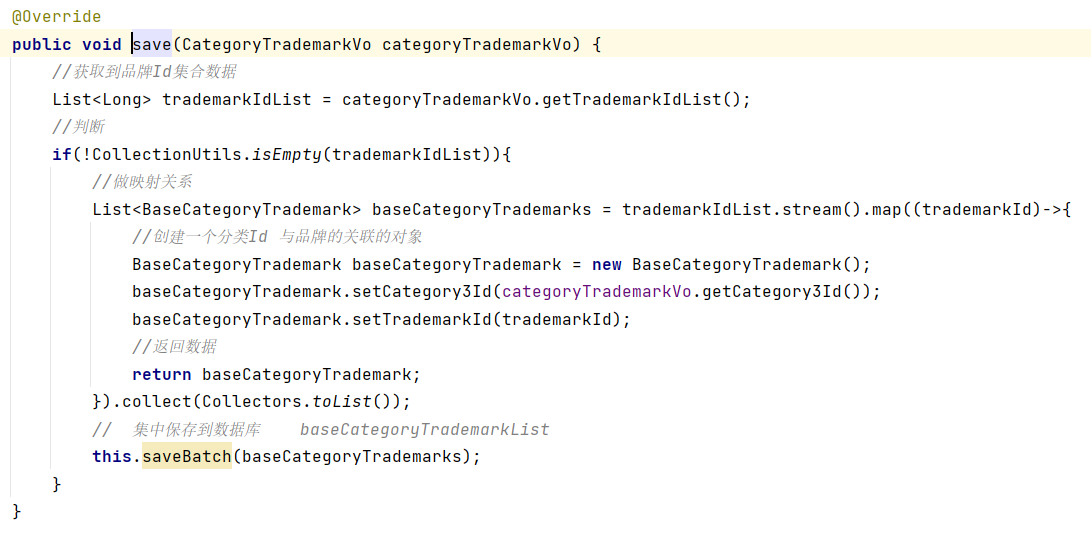 @Override
public void save(CategoryTrademarkVo categoryTrademarkVo) {
//获取到品牌Id集合数据
List<Long> trademarkIdList = categoryTrademarkVo.getTrademarkIdList();
//判断
if(!CollectionUtils.isEmpty(trademarkIdList)){
//做映射关系
List<BaseCategoryTrademark> baseCategoryTrademarks = trademarkIdList.stream().map((trademarkId)->{
//创建一个分类Id 与品牌的关联的对象
BaseCategoryTrademark baseCategoryTrademark = new BaseCategoryTrademark();
baseCategoryTrademark.setCategory3Id(categoryTrademarkVo.getCategory3Id());
baseCategoryTrademark.setTrademarkId(trademarkId);
//返回数据
return baseCategoryTrademark;
}).collect(Collectors.toList());
// 集中保存到数据库 baseCategoryTrademarkList
this.saveBatch(baseCategoryTrademarks);
}
}